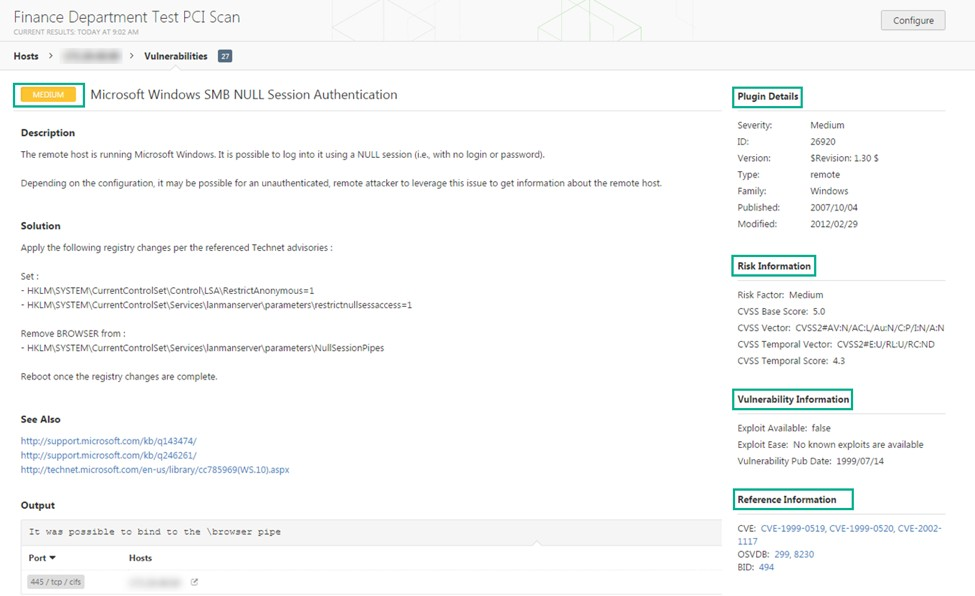 Finance Department Test PCI Scan
CURRENT RESULTS: TODAY AT 9:02 AM
Configure
Hosts > > Vulnerabilities 27
MEDIUM Microsoft Windows SMB NULL Session Authentication
Description
The remote host is running Microsoft Windows. It is possible to log into it using a NULL session (i.e., with no login or password).
Depending on the configuration, it may be possible for an unauthenticated, remote attacker to leverage this issue to get information about the remote host.
Solution
Apply the following registry changes per the referenced Technet advisories :
Set :
- HKLM\SYSTEM\CurrentControlSet\Control\LSA\RestrictAnonymous=1
- HKLM\SYSTEM\CurrentControlSet\Services\lanmanserver\parameters\restrictnullsessaccess=1
Remove BROWSER from :
- HKLM\SYSTEM\CurrentControlSet\Services\lanmanserver\parameters\NullSessionPipes
Reboot once the registry changes are complete.
See Also
http://support.microsoft.com/kb/q143474/
http://support.microsoft.com/kb/q246261/
http://technet.microsoft.com/en-us/library/cc785969(WS.10).aspx
Output
It was possible to bind to the \browser pipe
Port Hosts
445 / tcp / cifs
Plugin Details
Severity: Medium
ID: 26920
Version: $Revision: 1.30 $
Type: remote
Family: Windows
Published: 2007/10/04
Modified: 2012/02/29
Risk Information
Risk Factor: Medium
CVSS Base Score: 5.0
CVSS Vector: CVSS2#AV:N/AC:L/Au:N/C:P/I:N/A:N
CVSS Temporal Vector: CVSS2#E:U/RL:U/RC:ND
CVSS Temporal Score: 4.3
Vulnerability Information
Exploit Available: false
Exploit Ease: No known exploits are available
Vulnerability Pub Date: 1999/07/14
Reference Information
CVE: CVE-1999-0519, CVE-1999-0520, CVE-2002-
1117
OSVDB: 299, 8230
BID: 494